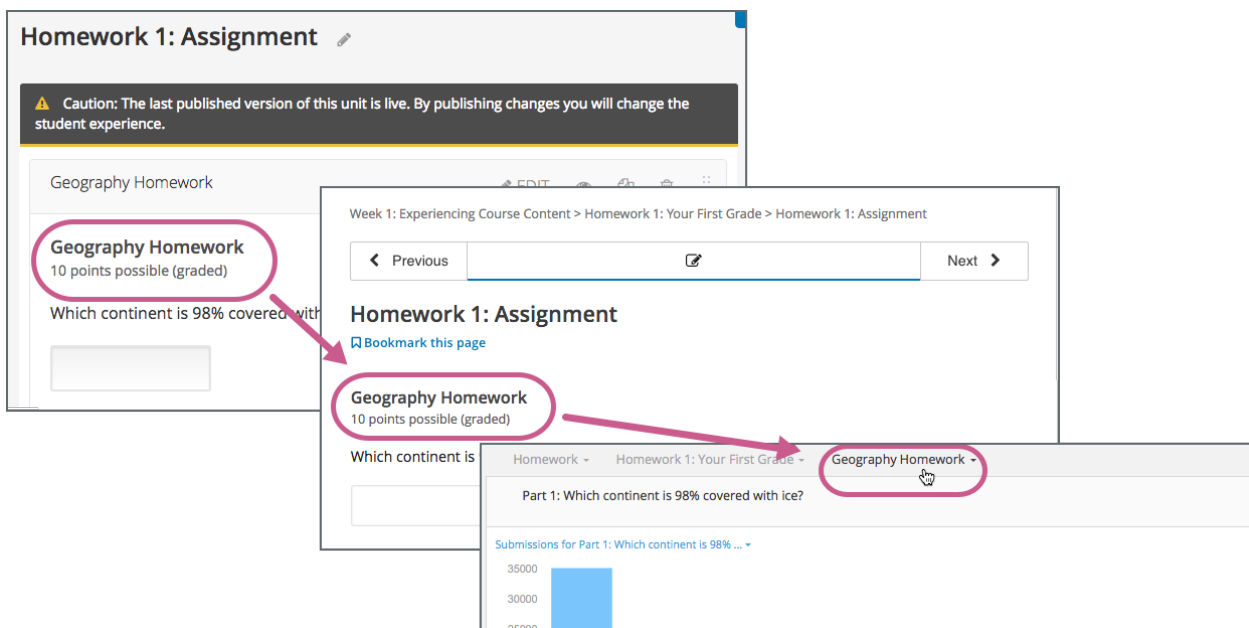 Homework 1: Assignment
Caution: The last published version of this unit is live. By publishing changes you will change the
student experience.
Geography Homework
EDIT
Geography Homework
10 points possible (graded)
Which continent is 98% covered with
Week 1: Experiencing Course Content > Homework 1: Your First Grade > Homework 1: Assignment
Previous
Next
Homework 1: Assignment
Bookmark this page
Geography Homework
10 points possible (graded)
Which continent is
Homework
Homework 1: Your First Grade
Geography Homework
Part 1: Which continent is 98% covered with ice?
Submissions for Part 1: Which continent is 98% ...
35000
30000